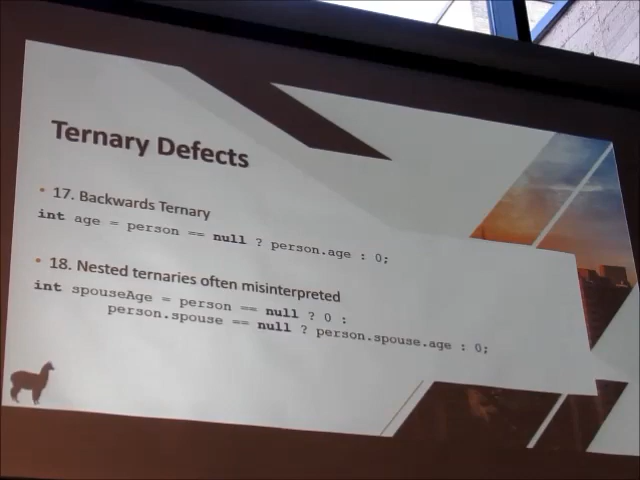 Ternary Defects
• 17. Backwards Ternary
int age = person == null ? person.age : 0;
• 18. Nested ternaries often misinterpreted
int spouseAge = person == null ? 0 :
person.spouse == null ? person.spouse.age : 0;